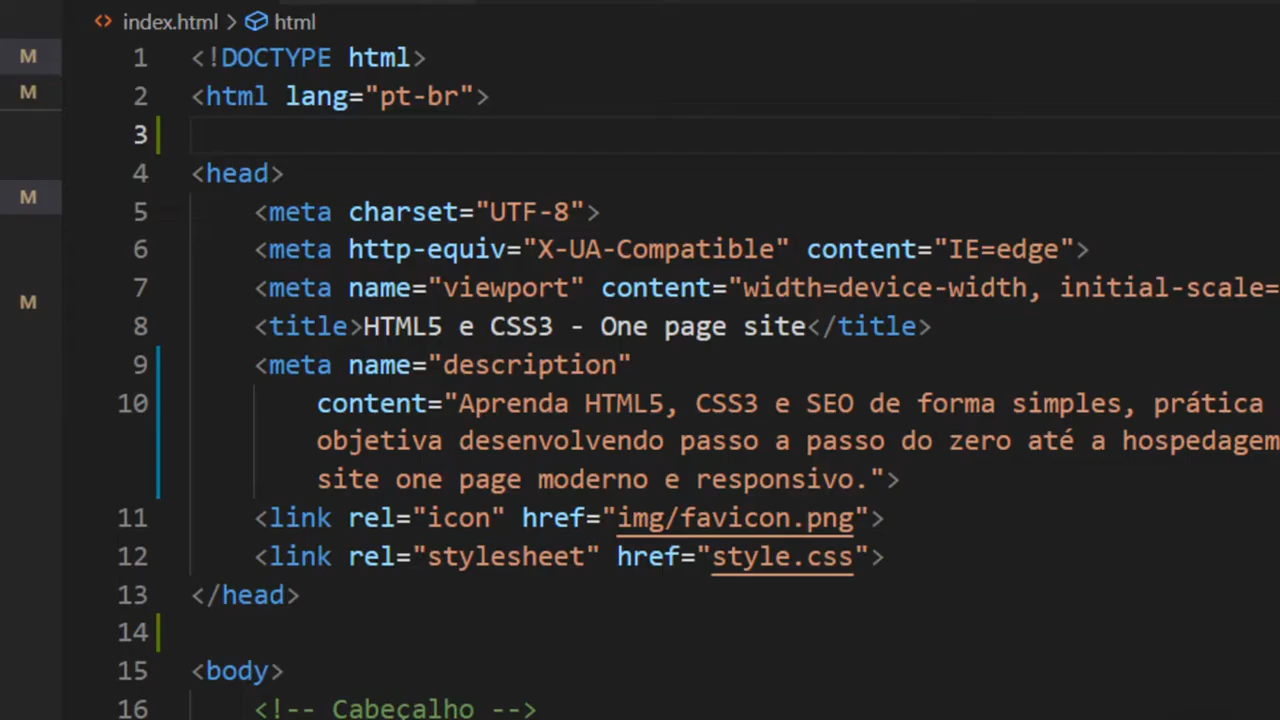 index.html > html
M
M
M
M
1 <!DOCTYPE html>
2 <html lang="pt-br">
3
4 <head>
5 <meta charset="UTF-8">
6 <meta http-equiv="X-UA-Compatible" content="IE=edge">
7 <meta name="viewport" content="width=device-width, initial-scale=
8 <title>HTML5 e CSS3 - One page site</title>
9 <meta name="description"
10 content="Aprenda HTML5, CSS3 e SEO de forma simples, prática
objetiva desenvolvendo passo a passo do zero até a hospedagem
site one page moderno e responsivo.">
11 <link rel="icon" href="img/favicon.png">
12 <link rel="stylesheet" href="style.css">
13 </head>
14
15 <body>
16 <!-- Cabeçalho -->